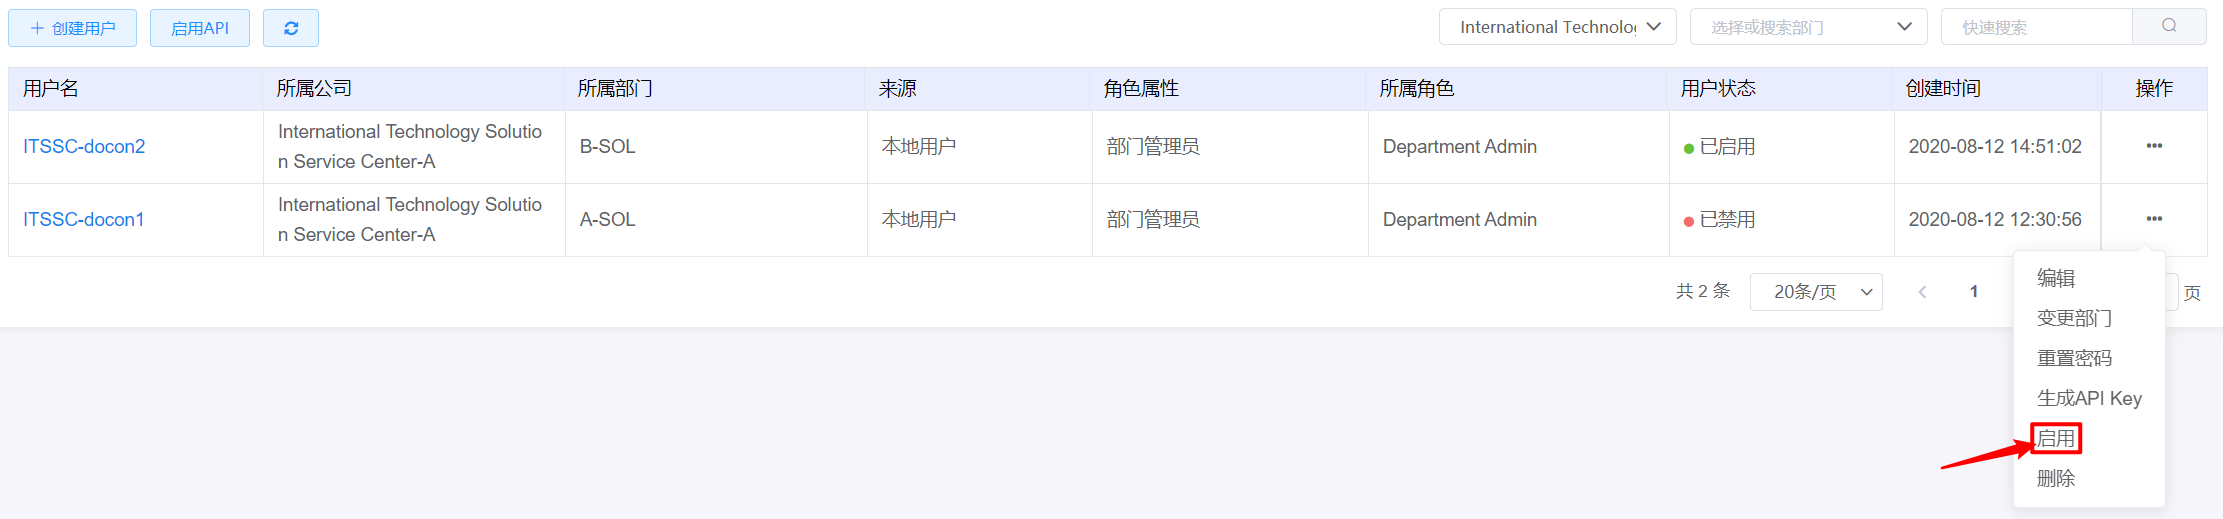 创建用户 启用API International Technolo 选择或搜索部门 快速搜索
用户名 所属公司 所属部门 来源 角色属性 所属角色 用户状态 创建时间 操作
ITSSC-docon2 International Technology Solutio B-SOL 本地用户 部门管理员 Department Admin 已启用 2020-08-12 14:51:02 •••
n Service Center-A
ITSSC-docon1 International Technology Solutio A-SOL 本地用户 部门管理员 Department Admin 已禁用 2020-08-12 12:30:56 •••
n Service Center-A
共 2 条 20条/页 1 页
编辑
变更部门
重置密码
生成API Key
启用
删除